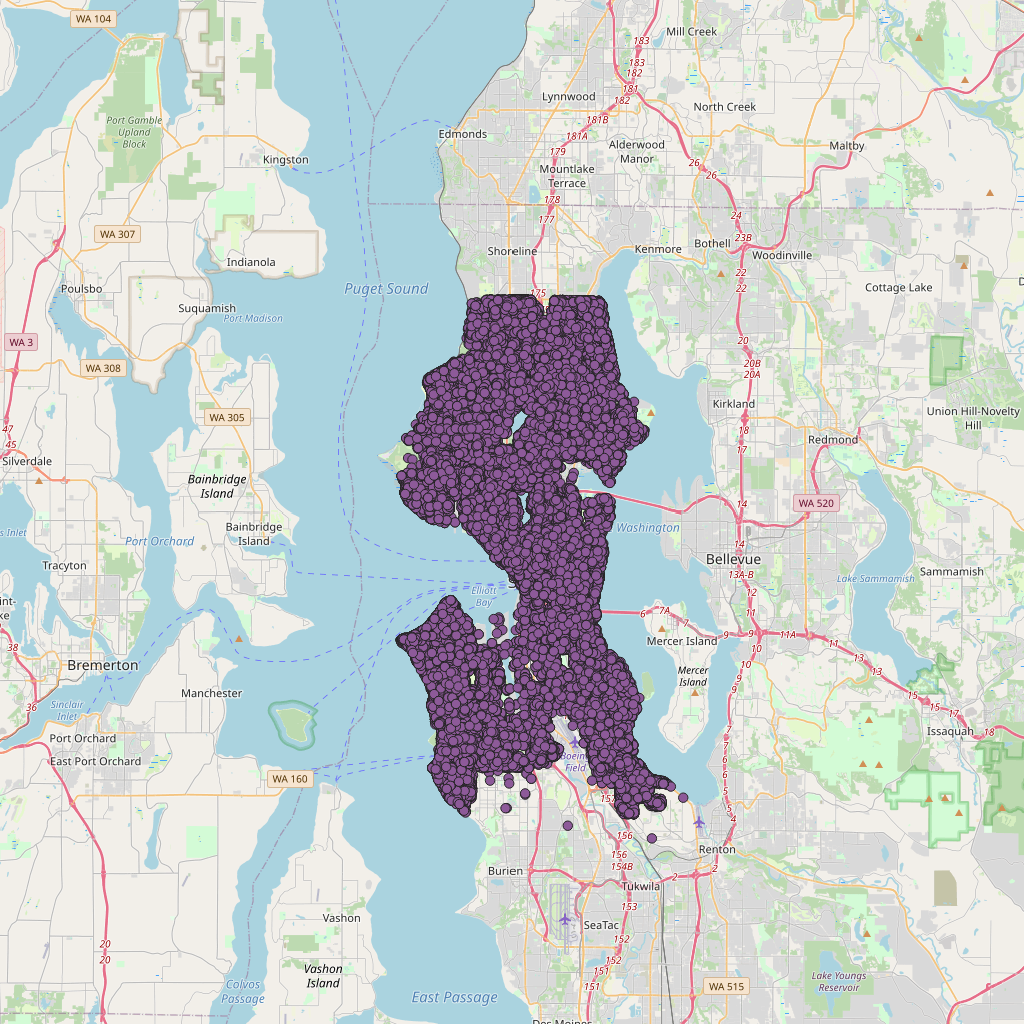 WA 104
Mill Creek
183
183
182
181
182
Lynnwood
North Creek
181B
Port Gamble
Upland
Block
Edmonds
181A
Alderwood
Manor
Maltby
Kingston
179
Mountlake
Terrace
26
26
178
177
24
WA 307
Shoreline
Kenmore
Bothell
23B
Woodinville
Indianola
22
22
Puget Sound
Poulsbo
Cottage Lake
175
Suquamish
Port Madison
WA 3
20
WA 308
20B
20A
Kirkland
Union Hill-Novelty
Hill
WA 305
47
45
18
Redmond
17
Silverdale
Bainbridge
Island
14
WA 520
Bainbridge
Island
Washington
Port Orchard
14
Bellevue
Tracyton
13A-B
Lake Sammamish
Sammamish
Elliott
Bay
12
6
7A
7
11
Mercer Island
9
9
11A
11
38
10
13
Bremerton
Mercer
Island
10
9
Manchester
15
17
36
Sinclair
Inlet
15
18
Issaquah
Port Orchard
East Port Orchard
7
WA 160
157
156
156
154B
Renton
Burien
2
2
Tukwila
153
Vashon
SeaTac
152
20
20
152
151
151
Vashon
Island
Lake Youngs
Reservoir
WA 515
Colvos
Passage
East Passage
Des Moines